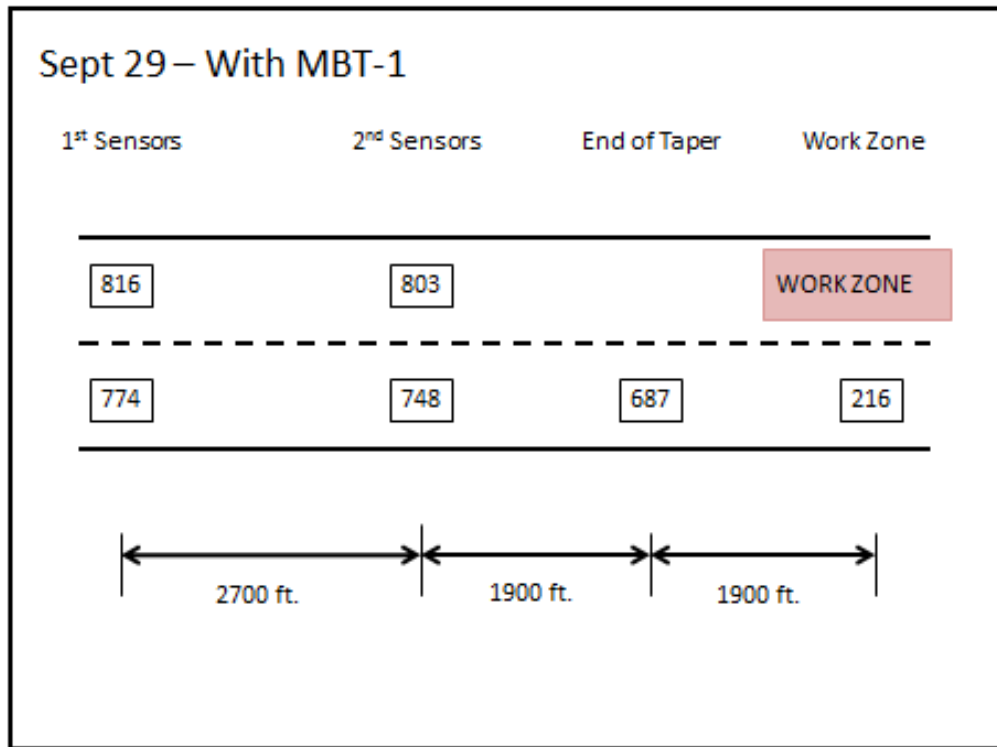 Sept 29 – With MBT-1
1st Sensors 2nd Sensors End of Taper Work Zone
816 803 WORK ZONE
774 748 687 216
2700 ft. 1900 ft. 1900 ft.